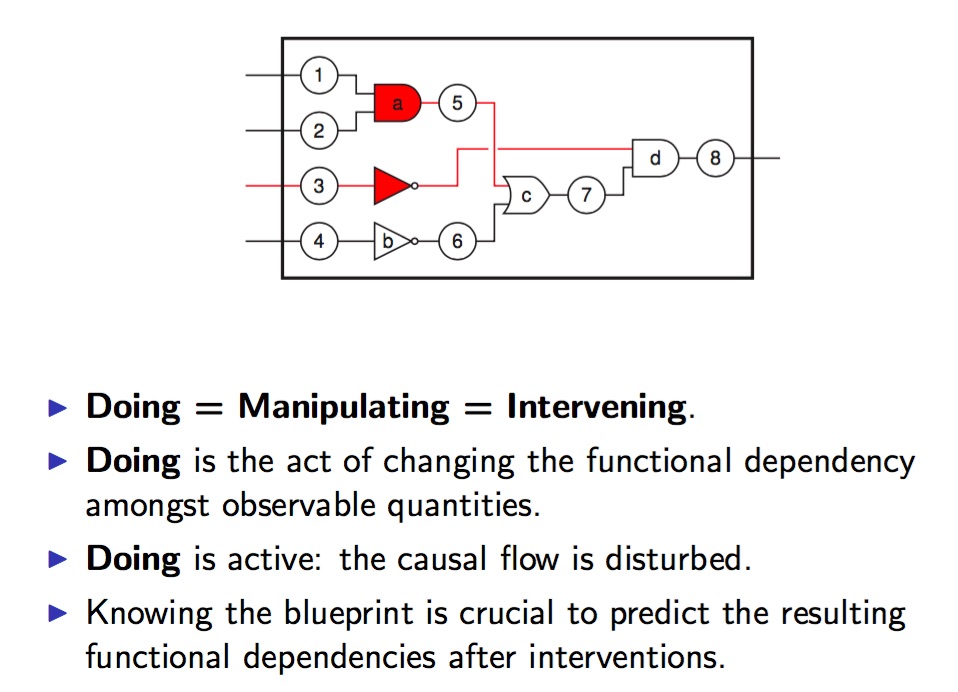 1
a
5
2
d
8
3
c
7
4
b
6
Doing = Manipulating = Intervening.
Doing is the act of changing the functional dependency
amongst observable quantities.
Doing is active: the causal flow is disturbed.
Knowing the blueprint is crucial to predict the resulting
functional dependencies after interventions.